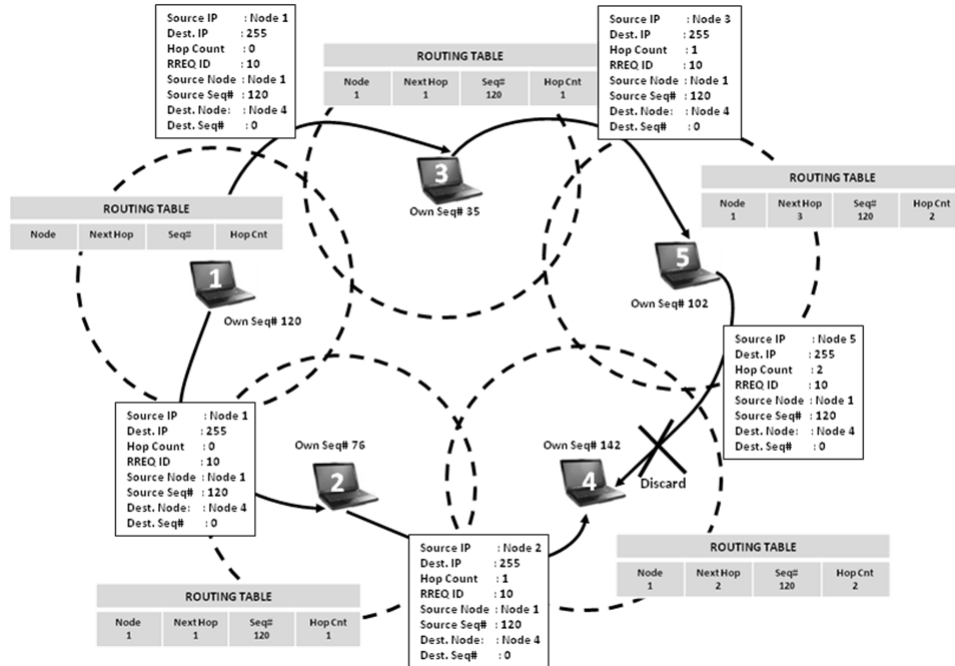 Source IP : Node 1
Dest. IP : 255
Hop Count : 0
RREQ ID : 10
Source Node : Node 1
Source Seq# : 120
Dest. Node: : Node 4
Dest. Seq# : 0
ROUTING TABLE
Node Next Hop Seq# Hop Cnt
1 1 120 1
Source IP : Node 3
Dest. IP : 255
Hop Count : 1
RREQ ID : 10
Source Node : Node 1
Source Seq# : 120
Dest. Node: : Node 4
Dest. Seq# : 0
3
Own Seq# 35
ROUTING TABLE
Node Next Hop Seq# Hop Cnt
1
Own Seq# 120
ROUTING TABLE
Node Next Hop Seq# Hop Cnt
1 3 120 2
5
Own Seq# 102
Source IP : Node 5
Dest. IP : 255
Hop Count : 2
RREQ ID : 10
Source Node : Node 1
Source Seq# : 120
Dest. Node: : Node 4
Dest. Seq# : 0
Source IP : Node 1
Dest. IP : 255
Hop Count : 0
RREQ ID : 10
Source Node : Node 1
Source Seq# : 120
Dest. Node: : Node 4
Dest. Seq# : 0
Own Seq# 76
2
Own Seq# 142
4
Discard
Source IP : Node 2
Dest. IP : 255
Hop Count : 1
RREQ ID : 10
Source Node : Node 1
Source Seq# : 120
Dest. Node: : Node 4
Dest. Seq# : 0
ROUTING TABLE
Node Next Hop Seq# Hop Cnt
1 2 120 2
ROUTING TABLE
Node Next Hop Seq# Hop Cnt
1 1 120 1